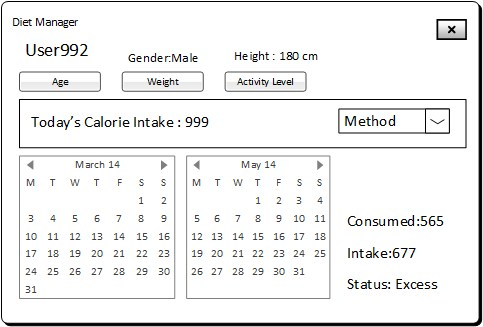 Diet Manager
User992
Gender:Male
Height : 180 cm
Age
Weight
Activity Level
Today's Calorie Intake : 999
Method
March 14
M T W T F S S
1 2
3 4 5 6 7 8 9
10 11 12 13 14 15 16
17 18 19 20 21 22 23
24 25 26 27 28 29 30
31
May 14
M T W T F S S
1 2 3 4
5 6 7 8 9 10 11
12 13 14 15 16 17 18
19 20 21 22 23 24 25
26 27 28 29 30 31
Consumed:565
Intake:677
Status: Excess